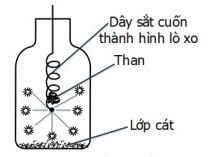 Dây sắt cuốn
thành hình lò xo
Than
Lớp cát